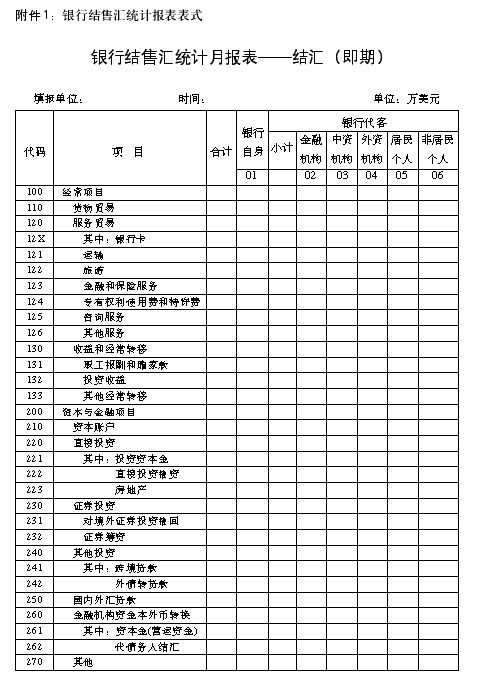 附件1：银行结售汇统计报表表式
银行结售汇统计月报表——结汇（即期）
填报单位： 时间： 单位：万美元
代码 项 目 合计 银行自身 银行代客
小计 金融机构 中资机构 外资机构 居民个人 非居民个人
01 02 03 04 05 06
100 经常项目
110 货物贸易
120 服务贸易
12X 其中：银行卡
121 运输
122 旅游
123 金融和保险服务
124 专有权利使用费和特许费
125 咨询服务
126 其他服务
130 收益和经常转移
131 职工报酬和赡家款
132 投资收益
133 其他经常转移
200 资本与金融项目
210 资本账户
220 直接投资
221 其中：投资资本金
222 直接投资撤资
223 房地产
230 证券投资
231 对境外证券投资撤回
232 证券筹资
240 其他投资
241 其中：跨境贷款
242 外债转贷款
250 国内外汇贷款
260 金融机构资金本外币转换
261 其中：资本金(营运资金)
262 代债务人结汇
270 其他